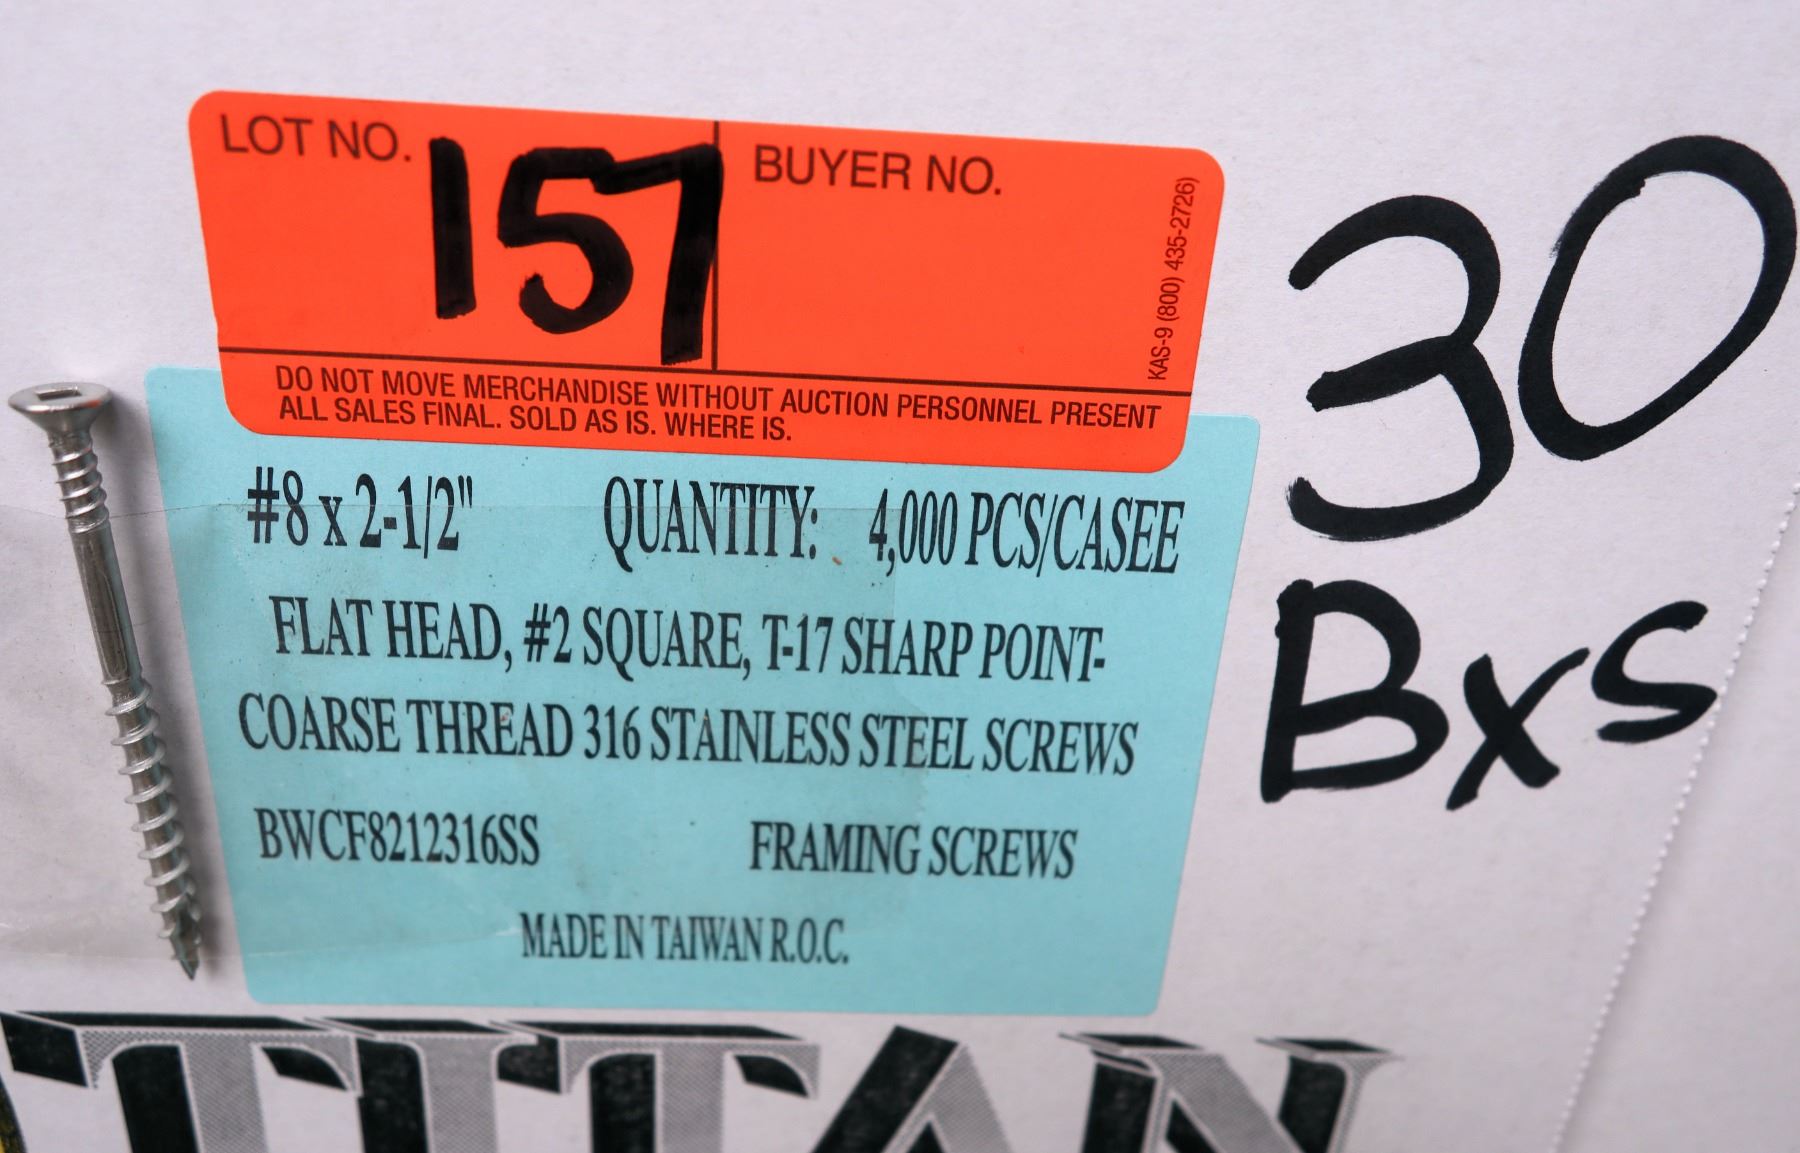 LOT NO. 157
BUYER NO.
KAS-9 (800) 435-2726)
DO NOT MOVE MERCHANDISE WITHOUT AUCTION PERSONNEL PRESENT
ALL SALES FINAL. SOLD AS IS. WHERE IS.
30
Bxs
#8 x 2-1/2" QUANTITY: 4,000 PCS/CASEE
FLAT HEAD, #2 SQUARE, T-17 SHARP POINT-
COARSE THREAD 316 STAINLESS STEEL SCREWS
BWCF8212316SS FRAMING SCREWS
MADE IN TAIWAN R.O.C.
TITAN